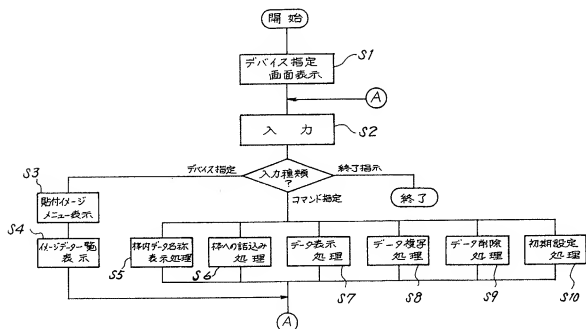 開始
デバイス指定
画面表示
S1
A
入力
S2
デバイス指定
入力種類
?
終了指示
終了
コマンド指定
S3
貼付イメージ
メニュー表示
S4
イメージデータ一覧
表示
枠内データ名称
表示処理
S5
枠への詰込み
処理
S6
データ表示
処理
S7
データ複写
処理
S8
データ削除
処理
S9
初期設定
処理
S10
A